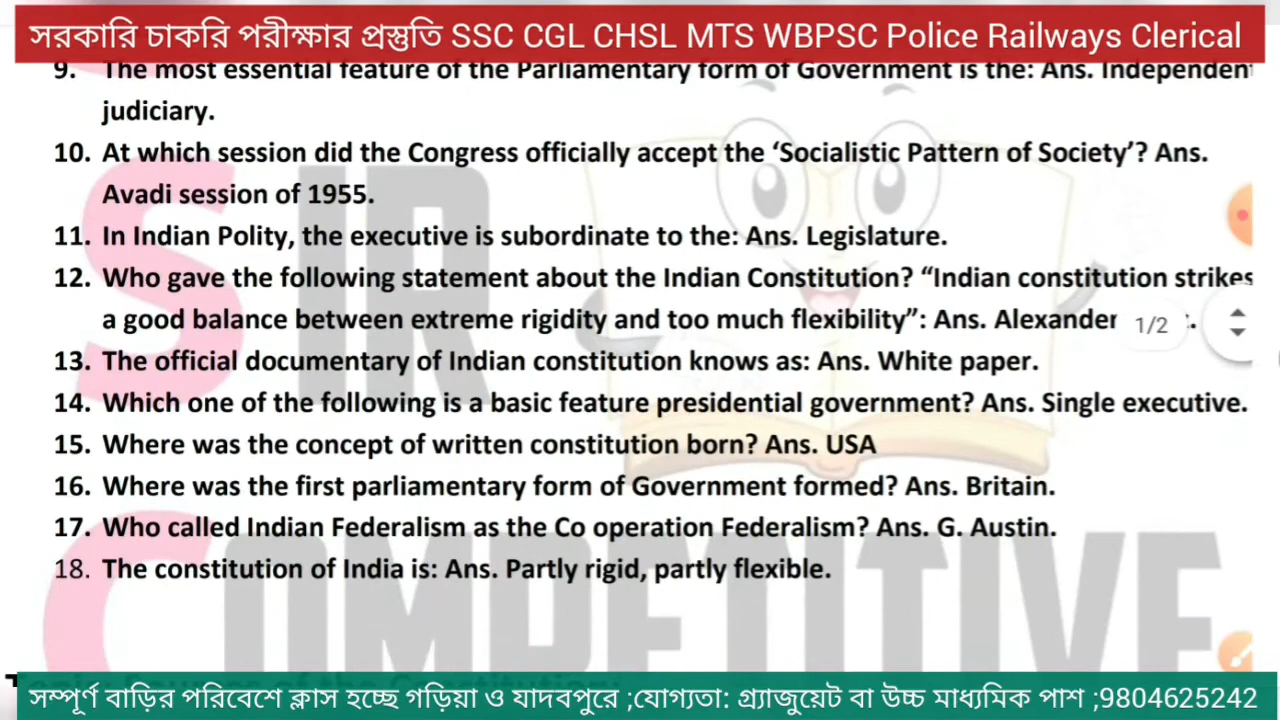 সরকারি চাকরি পরীক্ষার প্রস্তুতি SSC CGL CHSL MTS WBPSC Police Railways Clerical
9. The most essential feature of the Parliamentary form of Government is the: Ans. Independen
judiciary.
10. At which session did the Congress officially accept the ‘Socialistic Pattern of Society’? Ans.
Avadi session of 1955.
11. In Indian Polity, the executive is subordinate to the: Ans. Legislature.
12. Who gave the following statement about the Indian Constitution? “Indian constitution strikes
a good balance between extreme rigidity and too much flexibility”: Ans. Alexander
1/2
13. The official documentary of Indian constitution knows as: Ans. White paper.
14. Which one of the following is a basic feature presidential government? Ans. Single executive.
15. Where was the concept of written constitution born? Ans. USA
16. Where was the first parliamentary form of Government formed? Ans. Britain.
17. Who called Indian Federalism as the Co operation Federalism? Ans. G. Austin.
18. The constitution of India is: Ans. Partly rigid, partly flexible.
SIR
COMPETITIVE
সম্পূর্ণ বাড়ির পরিবেশে ক্লাস হচ্ছে গড়িয়া ও যাদবপুরে ;যোগ্যতা: গ্র্যাজুয়েট বা উচ্চ মাধ্যমিক পাশ ;9804625242